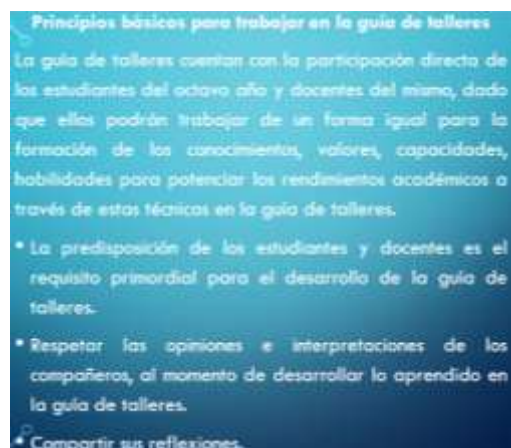 Principios básicos para trabajar en la guía de talleres
La guía de talleres cuentan con la participación directa de
los estudiantes del octavo año y docentes del mismo, dado
que ellos podrán trabajar de un forma igual para la
formación de los conocimientos, valores, capacidades,
habilidades para potenciar los rendimientos académicos a
través de estas técnicas en la guía de talleres.
• La predisposición de los estudiantes y docentes es el
requisito primordial para el desarrollo de la guía de
talleres.
• Respetar las opiniones e interpretaciones de los
compañeros, al momento de desarrollar lo aprendido en
la guía de talleres.
• Compartir sus reflexiones.